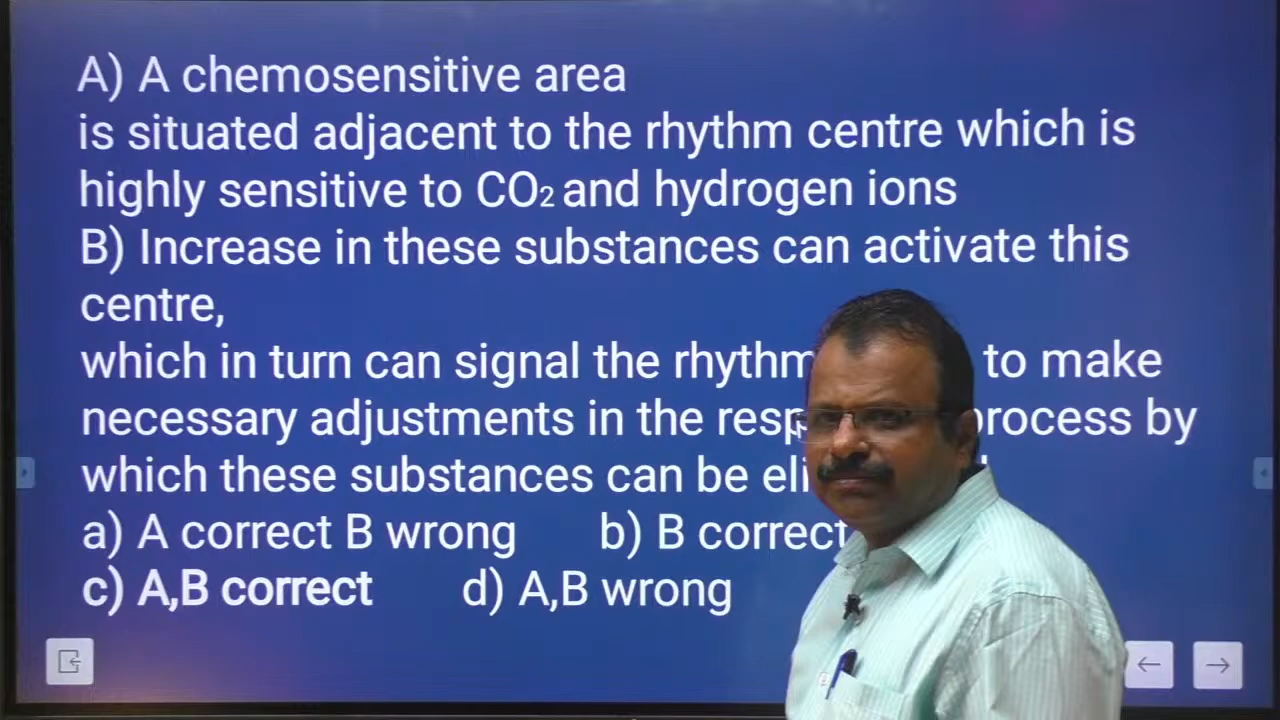 A) A chemosensitive area
is situated adjacent to the rhythm centre which is
highly sensitive to CO₂ and hydrogen ions
B) Increase in these substances can activate this
centre,
which in turn can signal the rhythm to make
necessary adjustments in the process by
which these substances can be
a) A correct B wrong b) B correct
c) A,B correct d) A,B wrong